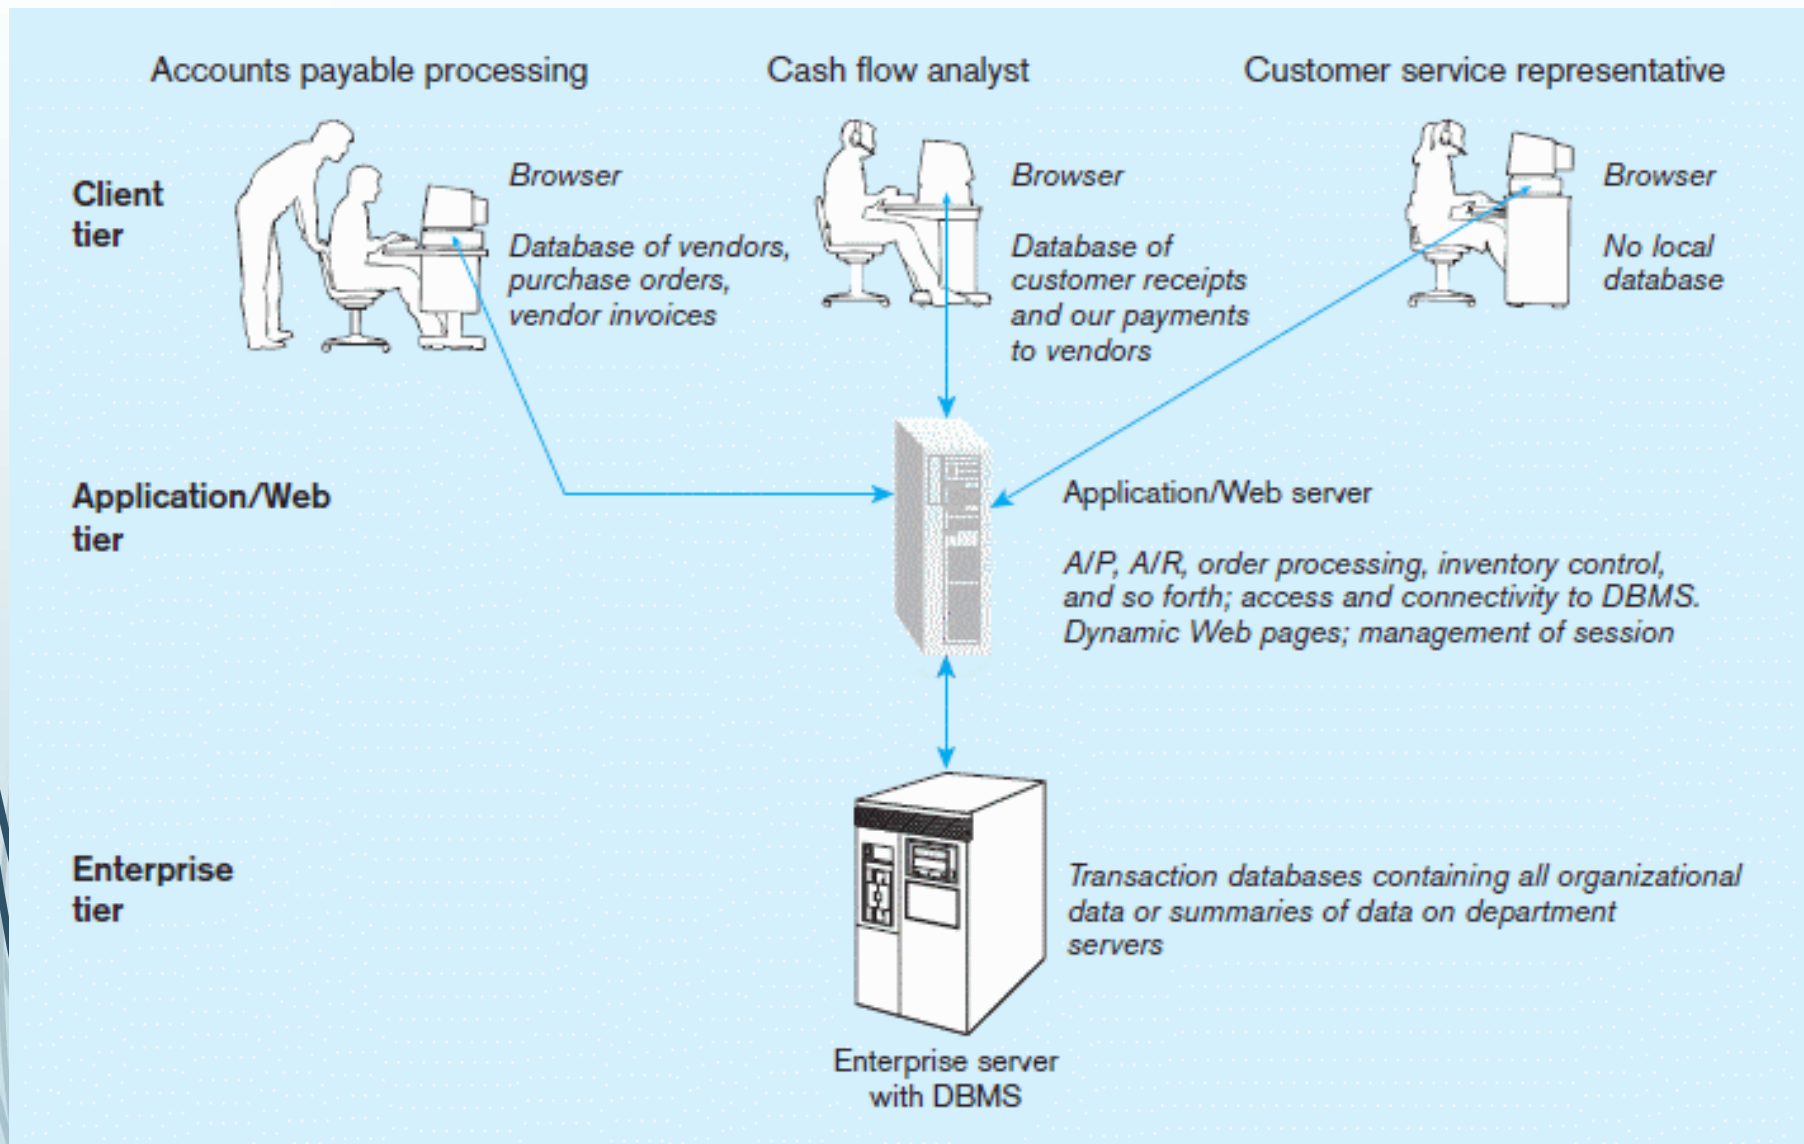 Accounts payable processing
Cash flow analyst
Customer service representative
Client
tier
Browser
Database of vendors,
purchase orders,
vendor invoices
Browser
Database of
customer receipts
and our payments
to vendors
Browser
No local
database
Application/Web
tier
Application/Web server
A/P, A/R, order processing, inventory control,
and so forth; access and connectivity to DBMS.
Dynamic Web pages; management of session
Enterprise
tier
Transaction databases containing all organizational
data or summaries of data on department
servers
Enterprise server
with DBMS